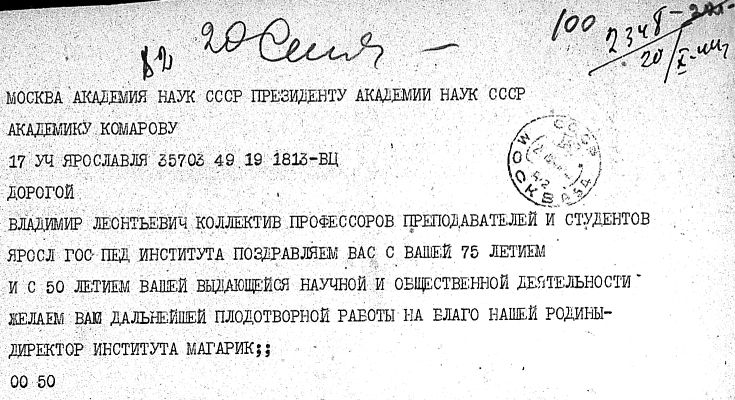 100
82 20
2348
20/X-44
МОСКВА АКАДЕМИЯ НАУК СССР ПРЕЗИДЕНТУ АКАДЕМИИ НАУК СССР
АКАДЕМИКУ КОМАРОВУ
17 УЧ ЯРОСЛАВЛЯ 35703 49 19 1813-ВЦ
ДОРОГОЙ
ВЛАДИМИР ЛЕОНТЬЕВИЧ КОЛЛЕКТИВ ПРОФЕССОРОВ ПРЕПОДАВАТЕЛЕЙ И СТУДЕНТОВ
ЯРОСЛ ГОС ПЕД ИНСТИТУТА ПОЗДРАВЛЯЕМ ВАС С ВАШЕЙ 75 ЛЕТИЕМ
И С 50 ЛЕТИЕМ ВАШЕЙ ВЫДАЮЩЕЙСЯ НАУЧНОЙ И ОБЩЕСТВЕННОЙ ДЕЯТЕЛЬНОСТИ
ЖЕЛАЕМ ВАМ ДАЛЬНЕЙШЕЙ ПЛОДОТВОРНОЙ РАБОТЫ НА БЛАГО НАШЕЙ РОДИНЫ-
ДИРЕКТОР ИНСТИТУТА МАГАРИК;;
00 50
СССР
МОСКВА